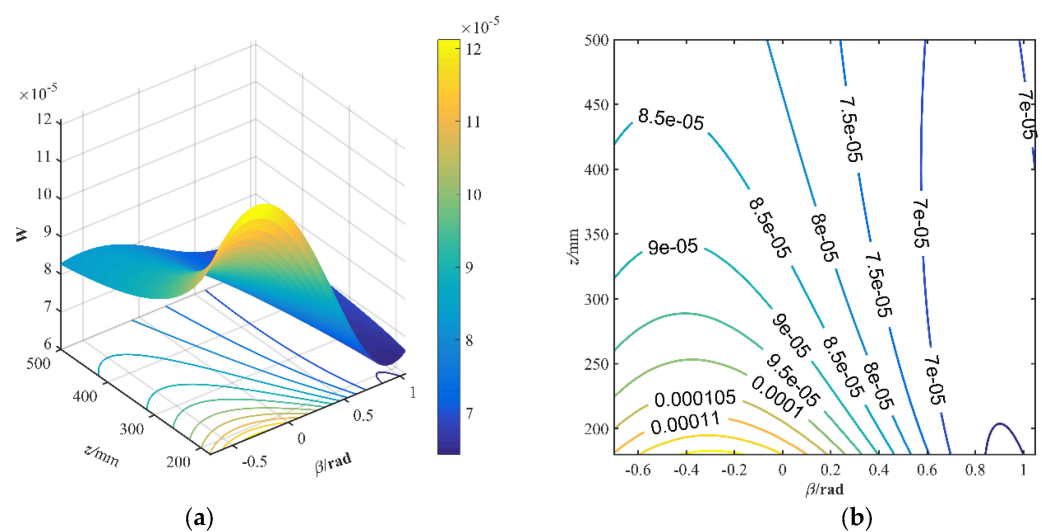 ×10⁻⁵
12
11
10
9
8
7
6
W
500
400
300
200
z/mm
-0.5
0
0.5
1
β/rad
×10⁻⁵
12
11
10
9
8
7
(a)
500
450
400
350
300
250
200
z/mm
8.5e-05
7.5e-05
7e-05
8.5e-05
8e-05
7e-05
9e-05
7.5e-05
9e-05
8.5e-05
8e-05
7e-05
9.5e-05
0.0001
0.000105
0.00011
-0.6
-0.4
-0.2
0
0.2
0.4
0.6
0.8
1
β/rad
(b)